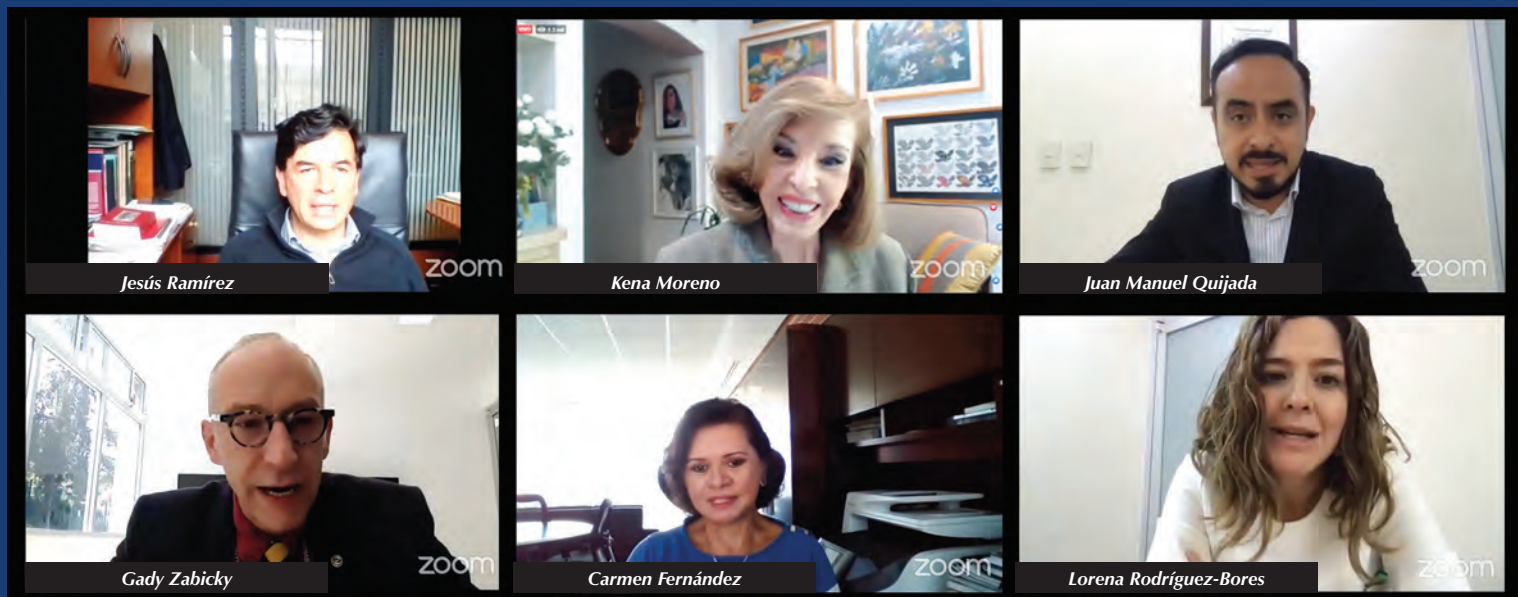 zoom
Jesús Ramírez
zoom
Kena Moreno
zoom
Juan Manuel Quijada
zoom
Gady Zabicky
zoom
Carmen Fernández
zoom
Lorena Rodríguez-Bores